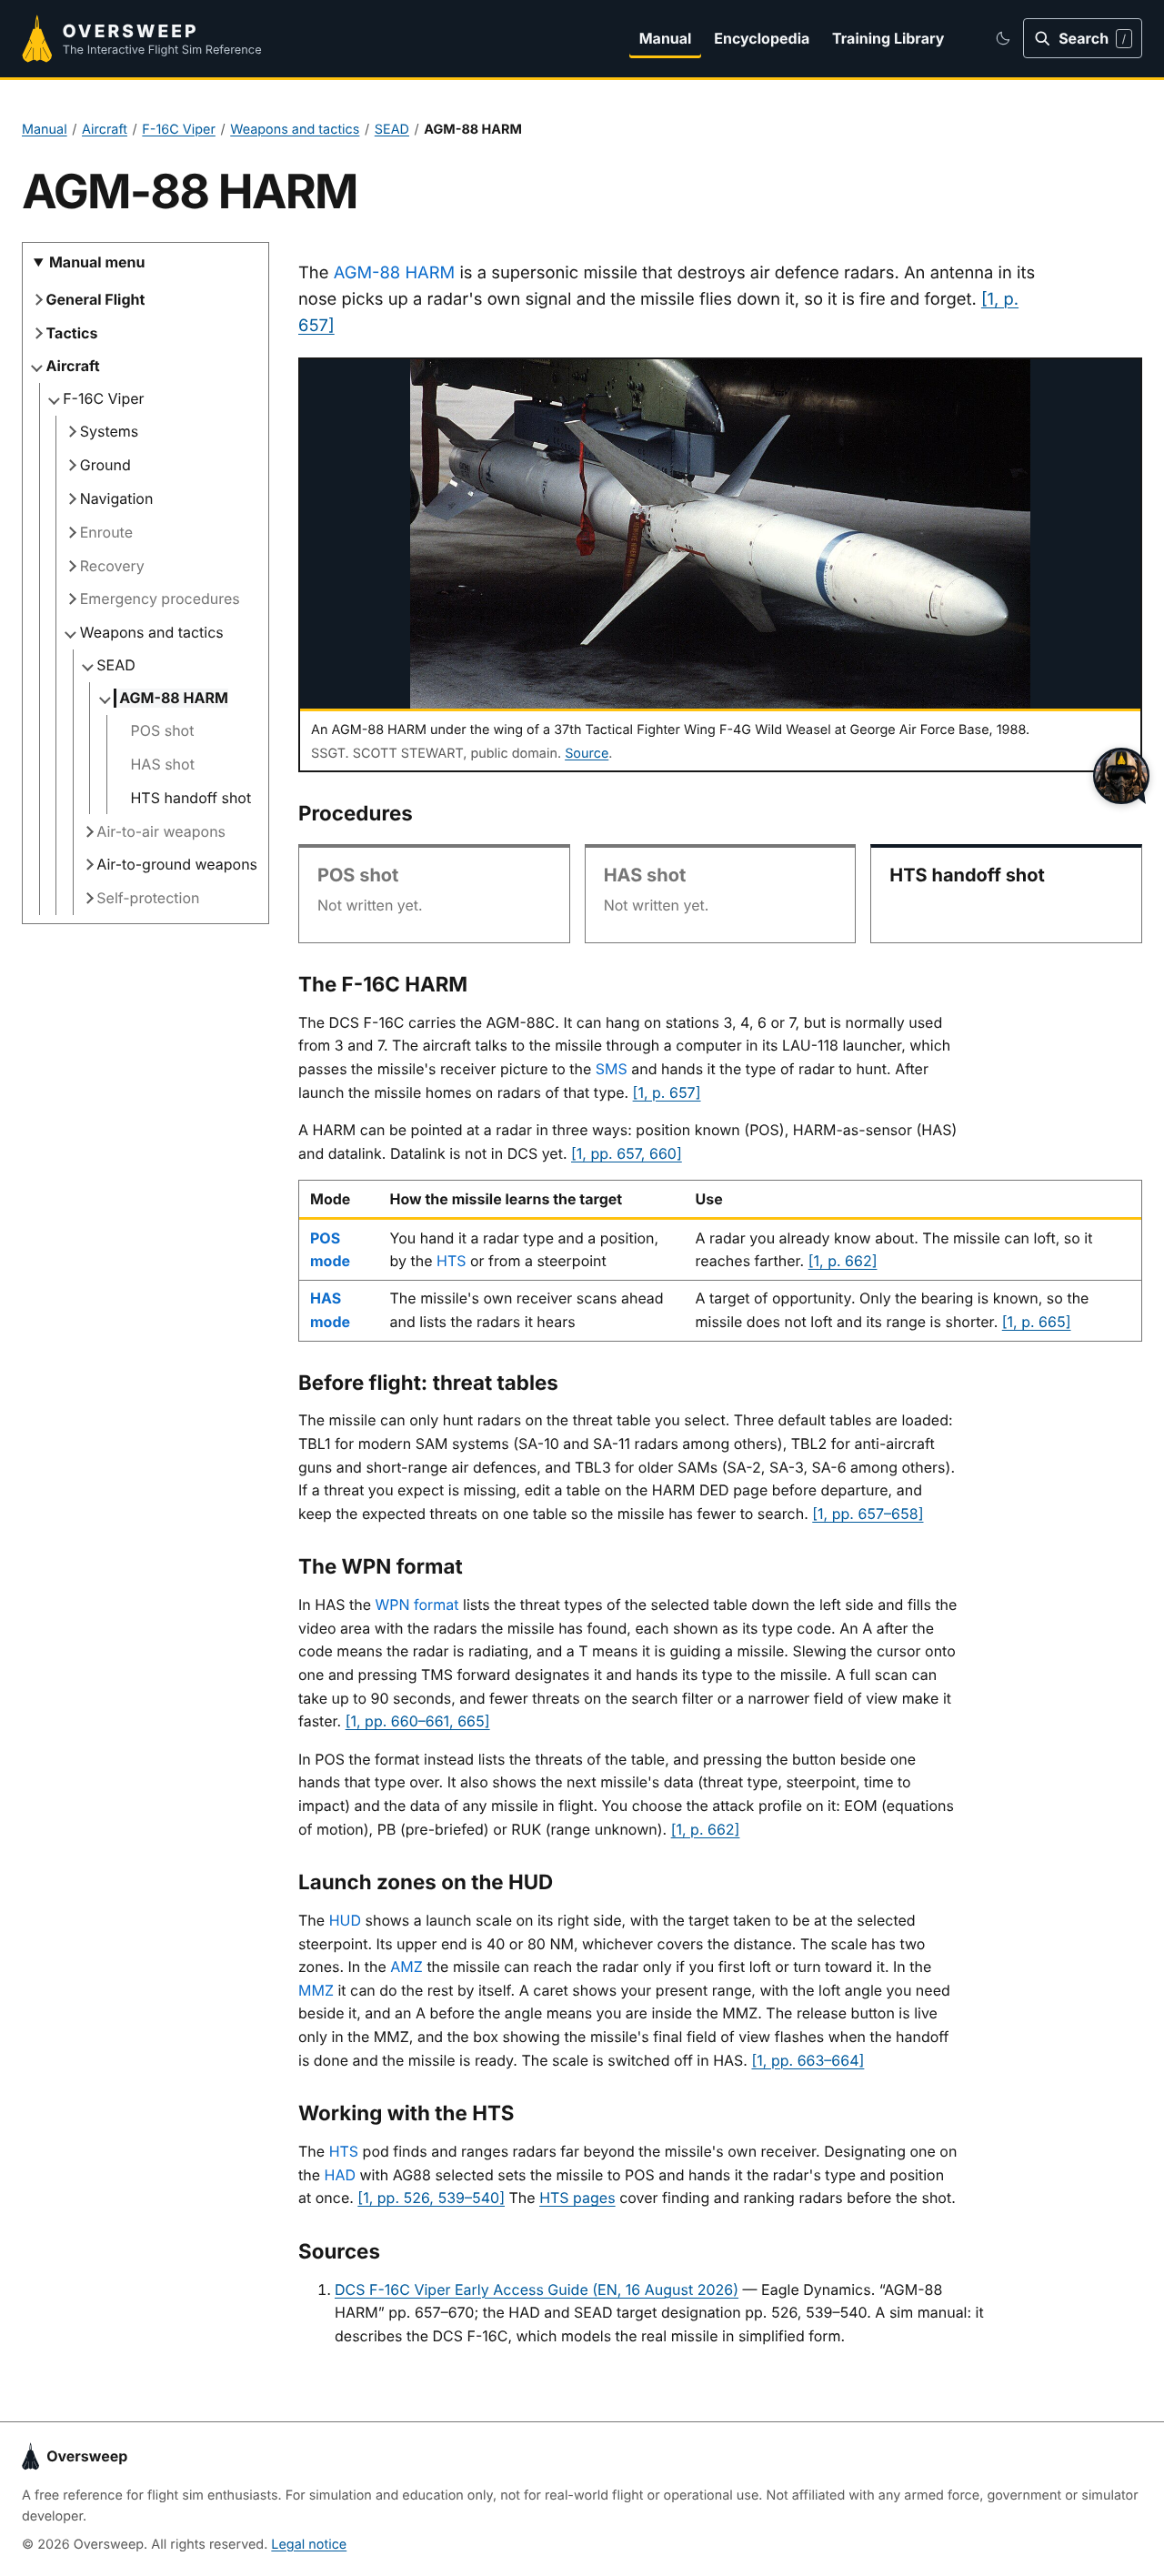 OVERSWEEP
The Interactive Flight Sim Reference
Manual Encyclopedia Training Library Search /
Manual / Aircraft / F-16C Viper / Weapons and tactics / SEAD / AGM-88 HARM
AGM-88 HARM
Manual menu
General Flight
Tactics
Aircraft
F-16C Viper
Systems
Ground
Navigation
Enroute
Recovery
Emergency procedures
Weapons and tactics
SEAD
AGM-88 HARM
POS shot
HAS shot
HTS handoff shot
Air-to-air weapons
Air-to-ground weapons
Self-protection
The AGM-88 HARM is a supersonic missile that destroys air defence radars. An antenna in its
nose picks up a radar's own signal and the missile flies down it, so it is fire and forget. [1, p.
657]
An AGM-88 HARM under the wing of a 37th Tactical Fighter Wing F-4G Wild Weasel at George Air Force Base, 1988.
SSGT. SCOTT STEWART, public domain. Source.
Procedures
POS shot
Not written yet.
HAS shot
Not written yet.
HTS handoff shot
The F-16C HARM
The DCS F-16C carries the AGM-88C. It can hang on stations 3, 4, 6 or 7, but is normally used
from 3 and 7. The aircraft talks to the missile through a computer in its LAU-118 launcher, which
passes the missile's receiver picture to the SMS and hands it the type of radar to hunt. After
launch the missile homes on radars of that type. [1, p. 657]
A HARM can be pointed at a radar in three ways: position known (POS), HARM-as-sensor (HAS)
and datalink. Datalink is not in DCS yet. [1, pp. 657, 660]
Mode How the missile learns the target Use
POS mode
You hand it a radar type and a position,
by the HTS or from a steerpoint
A radar you already know about. The missile can loft, so it
reaches farther. [1, p. 662]
HAS mode
The missile's own receiver scans ahead
and lists the radars it hears
A target of opportunity. Only the bearing is known, so the
missile does not loft and its range is shorter. [1, p. 665]
Before flight: threat tables
The missile can only hunt radars on the threat table you select. Three default tables are loaded:
TBL1 for modern SAM systems (SA-10 and SA-11 radars among others), TBL2 for anti-aircraft
guns and short-range air defences, and TBL3 for older SAMs (SA-2, SA-3, SA-6 among others).
If a threat you expect is missing, edit a table on the HARM DED page before departure, and
keep the expected threats on one table so the missile has fewer to search. [1, pp. 657–658]
The WPN format
In HAS the WPN format lists the threat types of the selected table down the left side and fills the
video area with the radars the missile has found, each shown as its type code. An A after the
code means the radar is radiating, and a T means it is guiding a missile. Slewing the cursor onto
one and pressing TMS forward designates it and hands its type to the missile. A full scan can
take up to 90 seconds, and fewer threats on the search filter or a narrower field of view make it
faster. [1, pp. 660–661, 665]
In POS the format instead lists the threats of the table, and pressing the button beside one
hands that type over. It also shows the next missile's data (threat type, steerpoint, time to
impact) and the data of any missile in flight. You choose the attack profile on it: EOM (equations
of motion), PB (pre-briefed) or RUK (range unknown). [1, p. 662]
Launch zones on the HUD
The HUD shows a launch scale on its right side, with the target taken to be at the selected
steerpoint. Its upper end is 40 or 80 NM, whichever covers the distance. The scale has two
zones. In the AMZ the missile can reach the radar only if you first loft or turn toward it. In the
MMZ it can do the rest by itself. A caret shows your present range, with the loft angle you need
beside it, and an A before the angle means you are inside the MMZ. The release button is live
only in the MMZ, and the box showing the missile's final field of view flashes when the handoff
is done and the missile is ready. The scale is switched off in HAS. [1, pp. 663–664]
Working with the HTS
The HTS pod finds and ranges radars far beyond the missile's own receiver. Designating one on
the HAD with AG88 selected sets the missile to POS and hands it the radar's type and position
at once. [1, pp. 526, 539–540] The HTS pages cover finding and ranking radars before the shot.
Sources
1. DCS F-16C Viper Early Access Guide (EN, 16 August 2026) — Eagle Dynamics. “AGM-88
HARM” pp. 657–670; the HAD and SEAD target designation pp. 526, 539–540. A sim manual: it
describes the DCS F-16C, which models the real missile in simplified form.
Oversweep
A free reference for flight sim enthusiasts. For simulation and education only, not for real-world flight or operational use. Not affiliated with any armed force, government or simulator
developer.
© 2026 Oversweep. All rights reserved. Legal notice